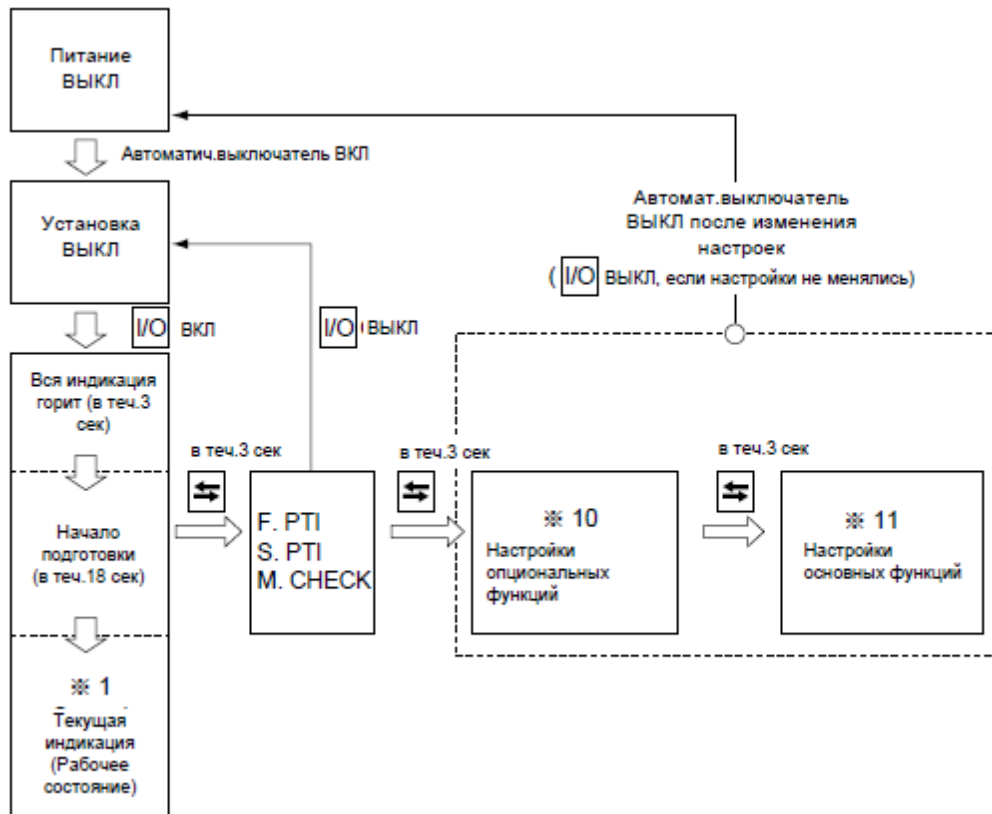 Питание
ВЫКЛ
Автоматич.выключатель ВКЛ
Установка
ВЫКЛ
Автомат.выключатель
ВЫКЛ после изменения
настроек
( I/O ВЫКЛ, если настройки не менялись)
I/O ВКЛ
I/O ВЫКЛ
Вся индикация
горит (в теч.3
сек)
в теч.3 сек
в теч.3 сек
в теч.3 сек
Начало
подготовки
(в теч.18 сек)
F. PTI
S. PTI
M. CHECK
※ 10
Настройки
опциональных
функций
※ 11
Настройки
основных функций
※ 1
Текущая
индикация
(Рабочее
состояние)